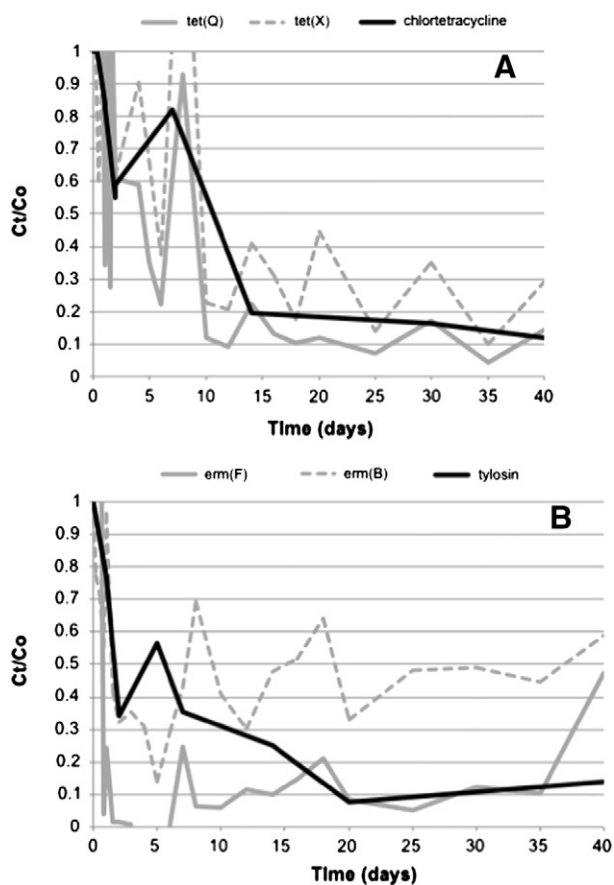 tet(Q) tet(X) chlortetracycline
A
1
0.9
0.8
0.7
0.6
0.5
0.4
0.3
0.2
0.1
0
Ct/Co
0 5 10 15 20 25 30 35 40
Time (days)
erm(F) erm(B) tylosin
B
1
0.9
0.8
0.7
0.6
0.5
0.4
0.3
0.2
0.1
0
Ct/Co
0 5 10 15 20 25 30 35 40
Time (days)